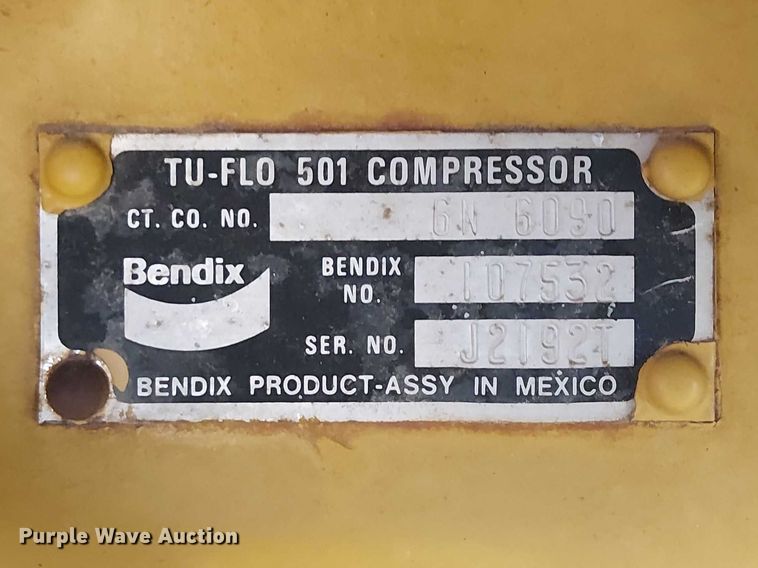 TU-FLO 501 COMPRESSOR
CT. CO. NO. 6N 6090
Bendix
BENDIX NO. 107532
SER. NO. J2192T
BENDIX PRODUCT-ASSY IN MEXICO
Purple Wave Auction